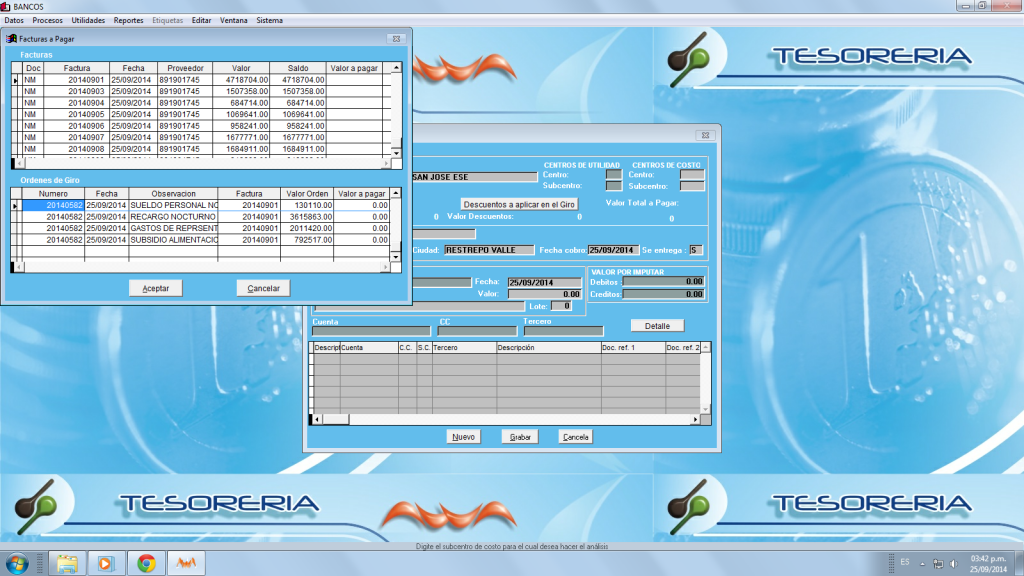 BANCOS
Datos Procesos Utilidades Reportes Etiquetas Editar Ventana Sistema
Facturas a Pagar
Facturas
Doc Factura Fecha Proveedor Valor Saldo Valor a pagar
NM 20140901 25/09/2014 891901745 4718704.00 4718704.00
NM 20140903 25/09/2014 891901745 1507358.00 1507358.00
NM 20140904 25/09/2014 891901745 684714.00 684714.00
NM 20140905 25/09/2014 891901745 1069641.00 1069641.00
NM 20140906 25/09/2014 891901745 958241.00 958241.00
NM 20140907 25/09/2014 891901745 1677771.00 1677771.00
NM 20140908 25/09/2014 891901745 1684911.00 1684911.00
Ordenes de Giro
Numero Fecha Observacion Factura Valor Orden Valor a pagar
20140582 25/09/2014 SUELDO PERSONAL NO 20140901 130110.00 0.00
20140582 25/09/2014 RECARGO NOCTURNO 20140901 3615863.00 0.00
20140582 25/09/2014 GASTOS DE REPRSENT 20140901 2011420.00 0.00
20140582 25/09/2014 SUBSIDIO ALIMENTACIO 20140901 792517.00 0.00
Aceptar Cancelar
TESORERIA
CENTROS DE UTILIDAD CENTROS DE COSTO
SAN JOSE ESE Centro: Centro:
Subcentro: Subcentro:
Descuentos a aplicar en el Giro Valor Total a Pagar:
0 Valor Descuentos: 0 0
Ciudad: RESTREPO VALLE Fecha cobro: 25/09/2014 Se entrega : S
VALOR POR IMPUTAR
Fecha: 25/09/2014 Debitos : 0.00
Valor: 0.00 Creditos: 0.00
Lote: 0
Cuenta CC Tercero
Detalle
Descript Cuenta C.C. S.C. Tercero Descripción Doc. ref. 1 Doc. ref. 2
Nuevo Grabar Cancela
TESORERIA TESORERIA
Digite el subcentro de costo para el cual desea hacer el análisis
ES 03:42 p.m.
25/09/2014